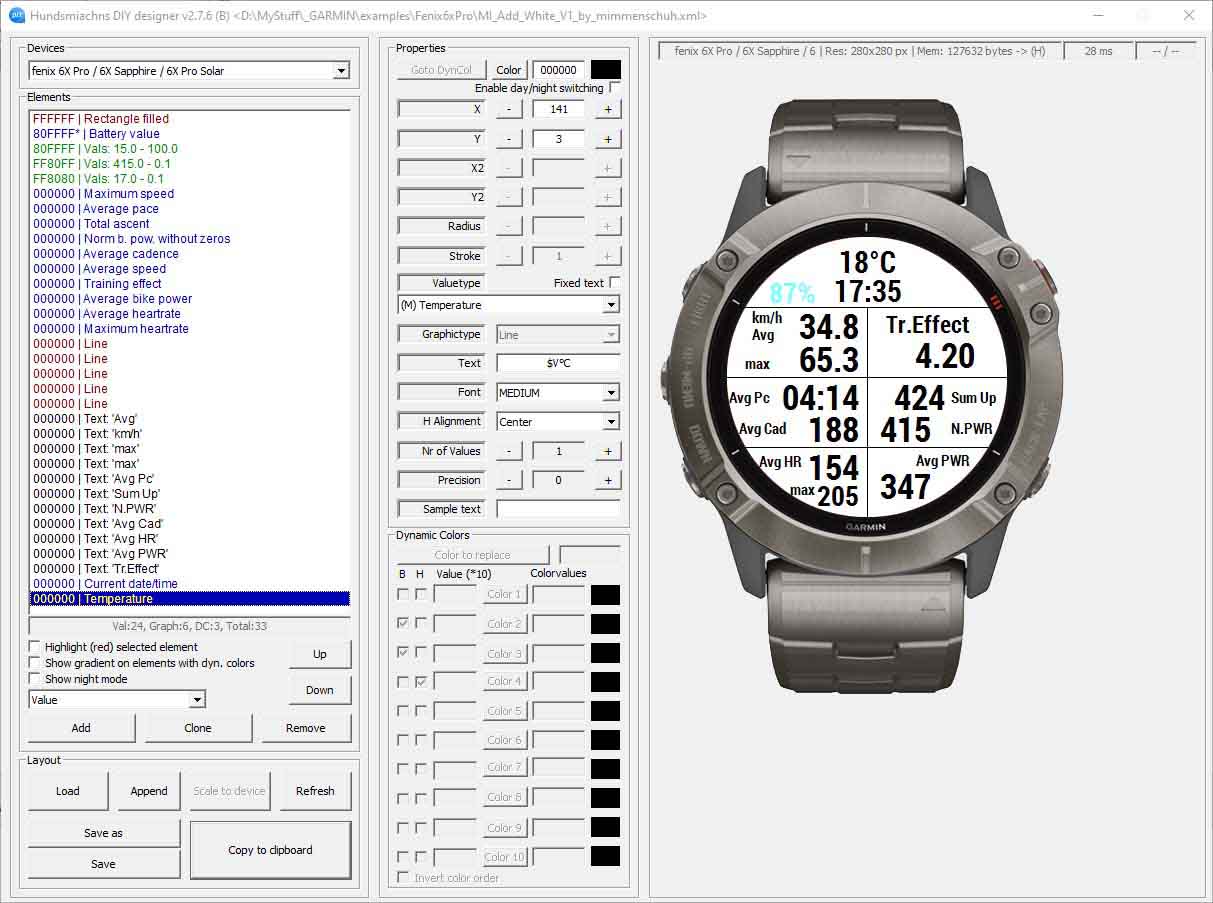 Hundsmiachns DIY designer v2.7.6 (B) <D:\MyStuff\_GARMIN\examples\Fenix6xPro\MI_Add_White_V1_by_mimmenschuh.xml>
Devices
fenix 6X Pro / 6X Sapphire / 6X Pro Solar
Elements
FFFFFF | Rectangle filled
80FFFF* | Battery value
80FFFF | Vals: 15.0 - 100.0
FF80FF | Vals: 415.0 - 0.1
FF8080 | Vals: 17.0 - 0.1
000000 | Maximum speed
000000 | Average pace
000000 | Total ascent
000000 | Norm b. pow. without zeros
000000 | Average cadence
000000 | Average speed
000000 | Training effect
000000 | Average bike power
000000 | Average heartrate
000000 | Maximum heartrate
000000 | Line
000000 | Line
000000 | Line
000000 | Line
000000 | Line
000000 | Text: 'Avg'
000000 | Text: 'km/h'
000000 | Text: 'max'
000000 | Text: 'max'
000000 | Text: 'Avg Pc'
000000 | Text: 'Sum Up'
000000 | Text: 'N.PWR'
000000 | Text: 'Avg Cad'
000000 | Text: 'Avg HR'
000000 | Text: 'Avg PWR'
000000 | Text: 'Tr.Effect'
000000 | Current date/time
000000 | Temperature
Val:24, Graph:6, DC:3, Total:33
Highlight (red) selected element
Show gradient on elements with dyn. colors
Show night mode
Up
Value
Down
Add Clone Remove
Layout
Load Append Scale to device Refresh
Save as
Save
Copy to clipboard
Properties
Goto DynCol Color 000000
Enable day/night switching
X - 141 +
Y - 3 +
X2 - +
Y2 - +
Radius - +
Stroke - 1 +
Valuetype Fixed text
(M) Temperature
Graphictype Line
Text $V°C
Font MEDIUM
H Alignment Center
Nr of Values - 1 +
Precision - 0 +
Sample text
Dynamic Colors
Color to replace
B H Value (*10) Colorvalues
Color 1
Color 2
Color 3
Color 4
Color 5
Color 6
Color 7
Color 8
Color 9
Color 10
Invert color order
fenix 6X Pro / 6X Sapphire / 6 | Res: 280x280 px | Mem: 127632 bytes -> (H) 28 ms -- / --
18°C
87% 17:35
km/h
Avg
34.8
Tr.Effect
max 65.3
4.20
Avg Pc 04:14 424 Sum Up
Avg Cad 188 415 N.PWR
Avg HR 154 Avg PWR
max 205 347
GARMIN
LIGHT
UP·MENU
DOWN
BACK LAP